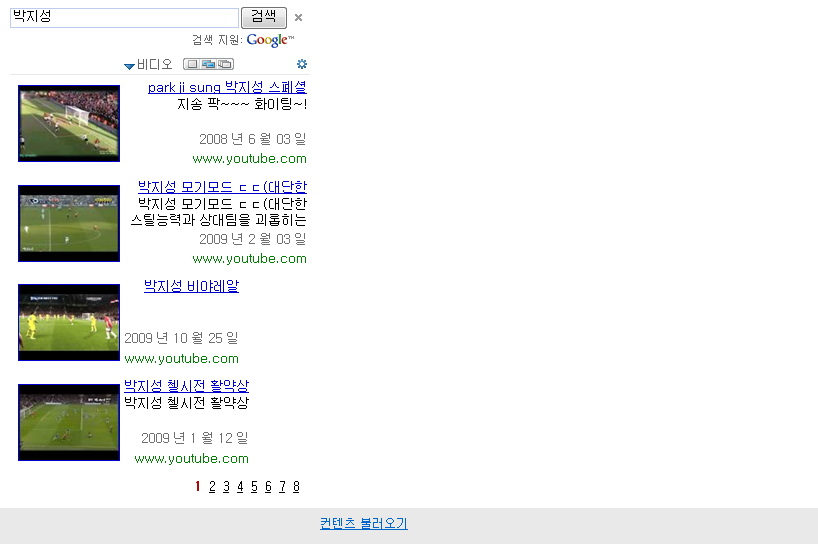 박지성 검색 ×
검색 지원: Google™
비디오
park ji sung 박지성 스페셜
지송 팍~~~ 화이팅~!
2008 년 6 월 03 일
www.youtube.com
박지성 모기모드 ㄷㄷ(대단한
박지성 모기모드 ㄷㄷ(대단한
스틸능력과 상대팀을 괴롭히는
2009 년 2 월 03 일
www.youtube.com
박지성 비야레알
2009 년 10 월 25 일
www.youtube.com
박지성 첼시전 활약상
박지성 첼시전 활약상
2009 년 1 월 12 일
www.youtube.com
1 2 3 4 5 6 7 8
컨텐츠 불러오기